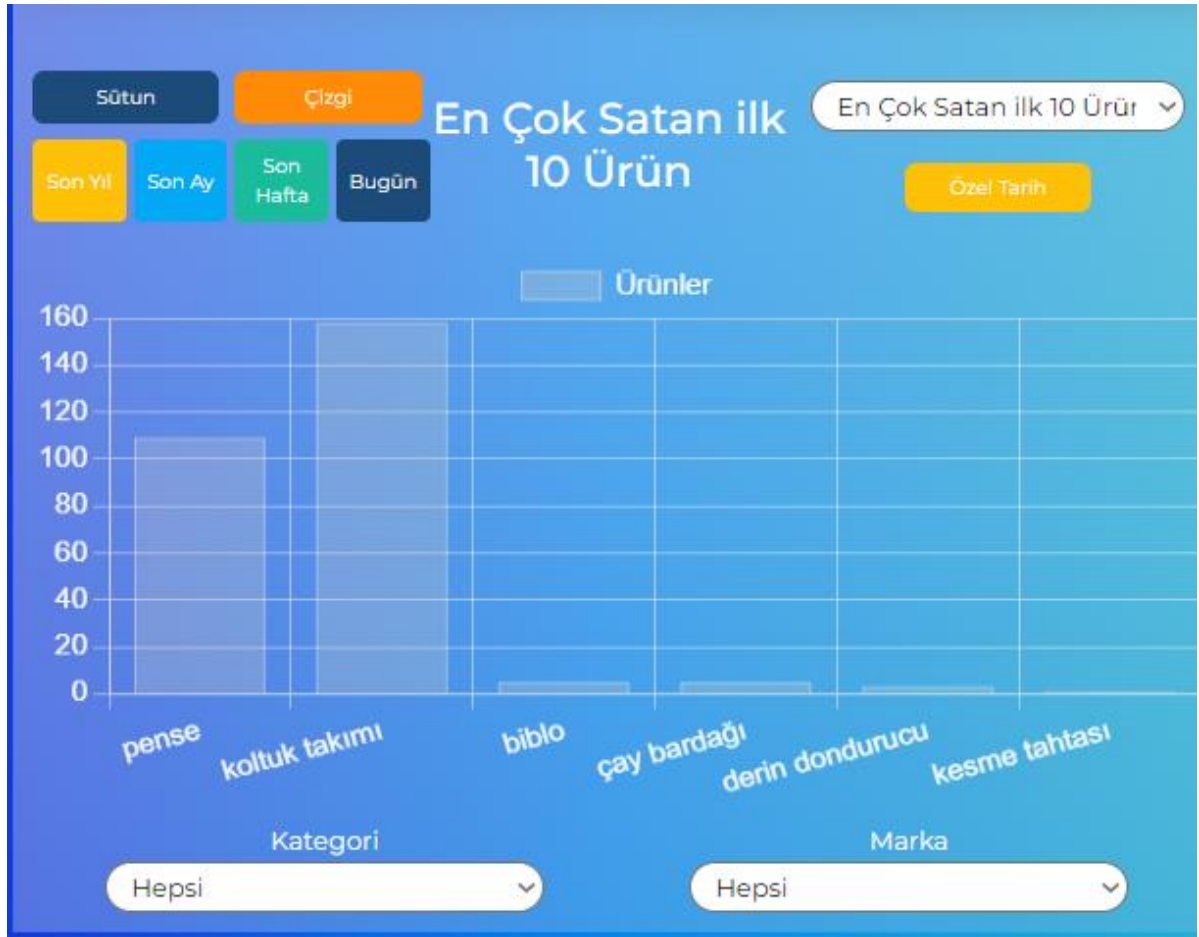 Sütun
Çizgi
En Çok Satan ilk
10 Ürün
En Çok Satan ilk 10 Ürür
Son Yıl
Son Ay
Son
Hafta
Bugün
Özel Tarih
Ürünler
160
140
120
100
80
60
40
20
0
pense
koltuk takımı
biblo
çay bardağı
derin dondurucu
kesme tahtası
Kategori
Marka
Hepsi
Hepsi